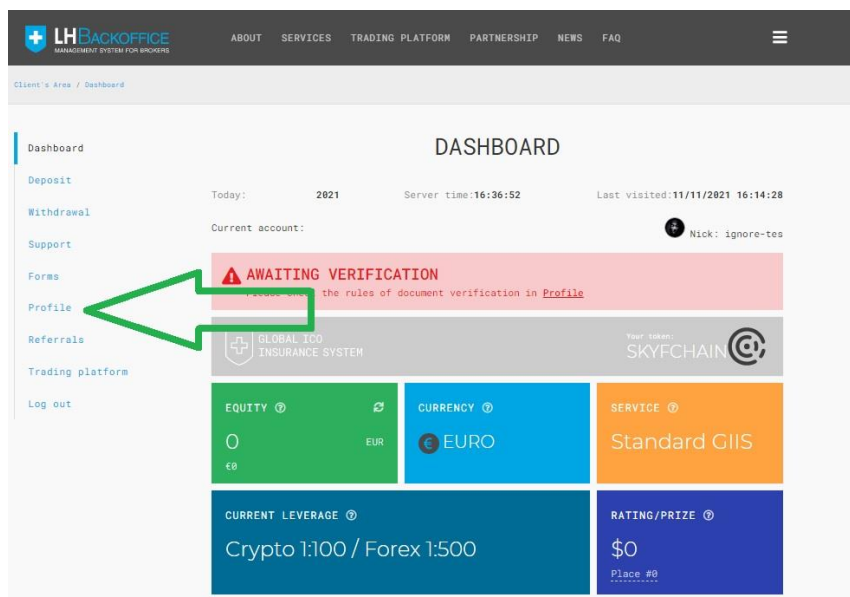 LHBACKOFFICE
MANAGEMENT SYSTEM FOR BROKERS
ABOUT SERVICES TRADING PLATFORM PARTNERSHIP NEWS FAQ
Client's Area / Dashboard
Dashboard
Deposit
Withdrawal
Support
Forms
Profile
Referrals
Trading platform
Log out
DASHBOARD
Today: 2021 Server time:16:36:52 Last visited:11/11/2021 16:14:28
Current account: Nick: ignore-tes
AWAITING VERIFICATION
the rules of document verification in Profile
GLOBAL ICO
INSURANCE SYSTEM
Your token:
SKYFCHAIN
EQUITY
0 EUR
€0
CURRENCY
€ EURO
SERVICE
Standard GIIS
CURRENT LEVERAGE
Crypto 1:100 / Forex 1:500
RATING/PRIZE
$0
Place #0